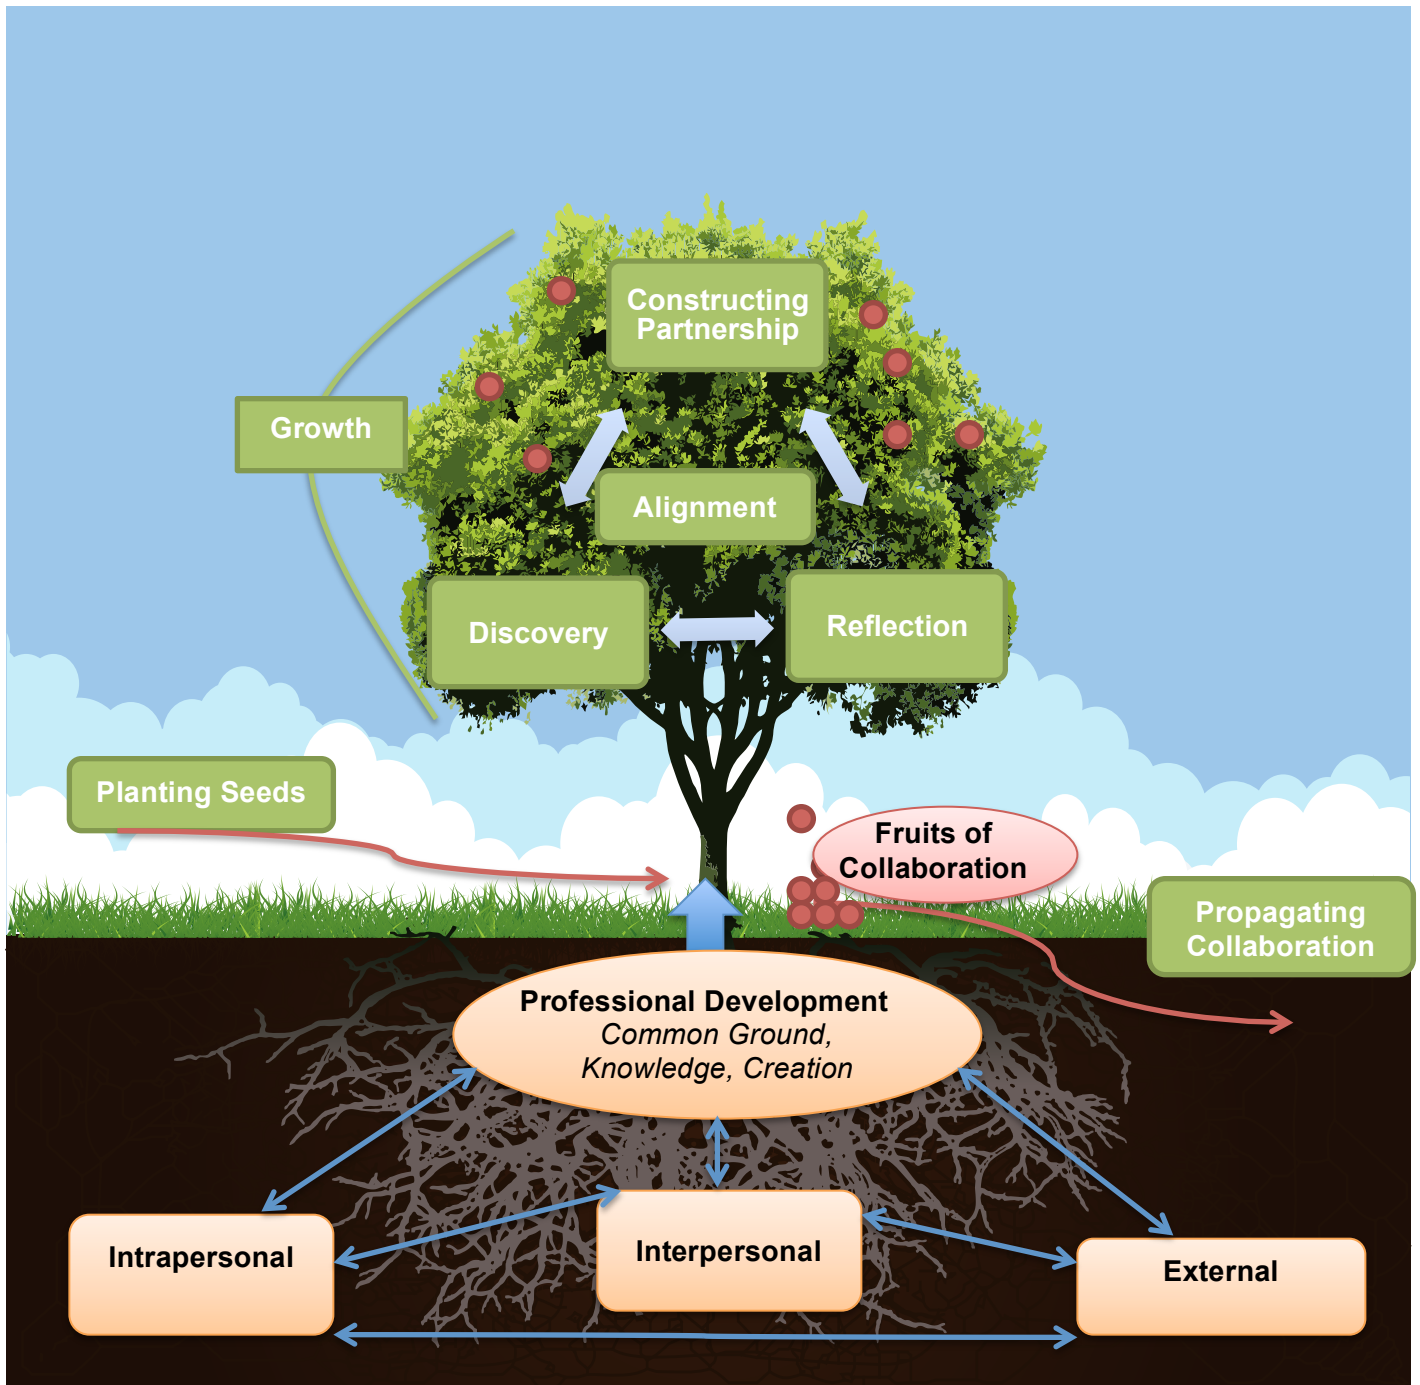 Constructing
Partnership
Growth
Alignment
Discovery
Reflection
Planting Seeds
Fruits of
Collaboration
Propagating
Collaboration
Professional Development
Common Ground,
Knowledge, Creation
Intrapersonal
Interpersonal
External